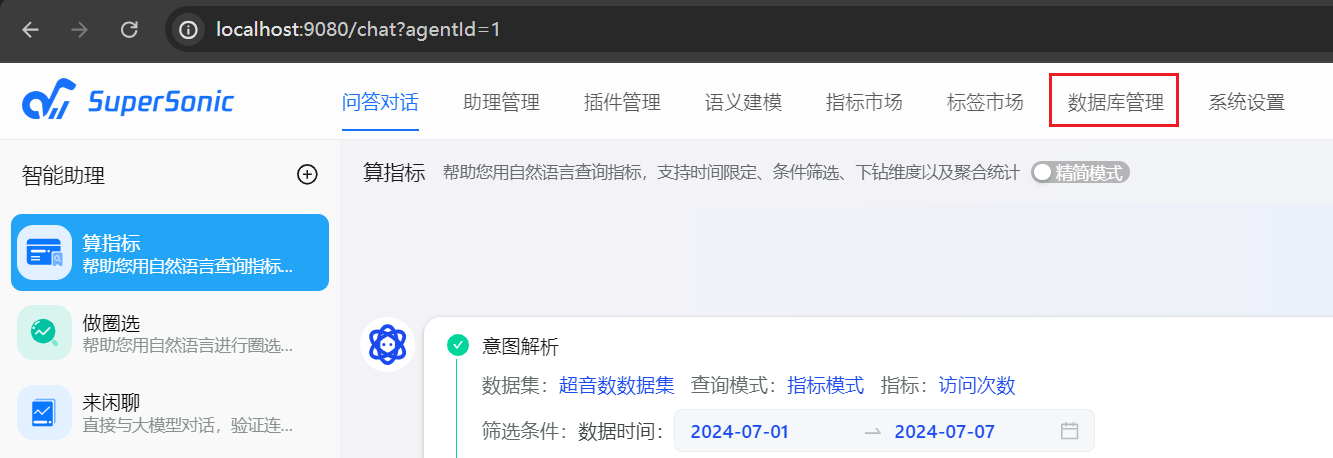 localhost:9080/chat?agentId=1
SuperSonic 问答对话 助理管理 插件管理 语义建模 指标市场 标签市场 数据库管理 系统设置
智能助理
算指标 帮助您用自然语言查询指标，支持时间限定、条件筛选、下钻维度以及聚合统计 精简模式
算指标
帮助您用自然语言查询指标...
做圈选
帮助您用自然语言进行圈选...
来闲聊
直接与大模型对话，验证连...
意图解析
数据集：超音数数据集 查询模式：指标模式 指标：访问次数
筛选条件：数据时间： 2024-07-01 2024-07-07